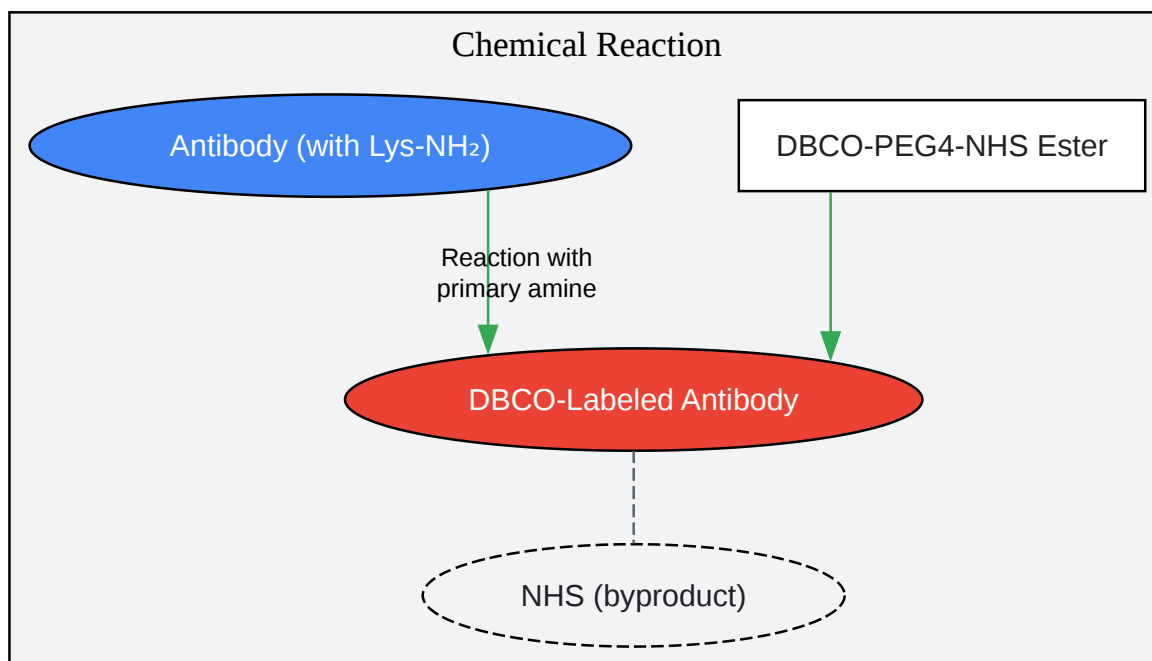 Chemical Reaction
Antibody (with Lys-NH₂)
DBCO-PEG4-NHS Ester
Reaction with
primary amine
DBCO-Labeled Antibody
NHS (byproduct)